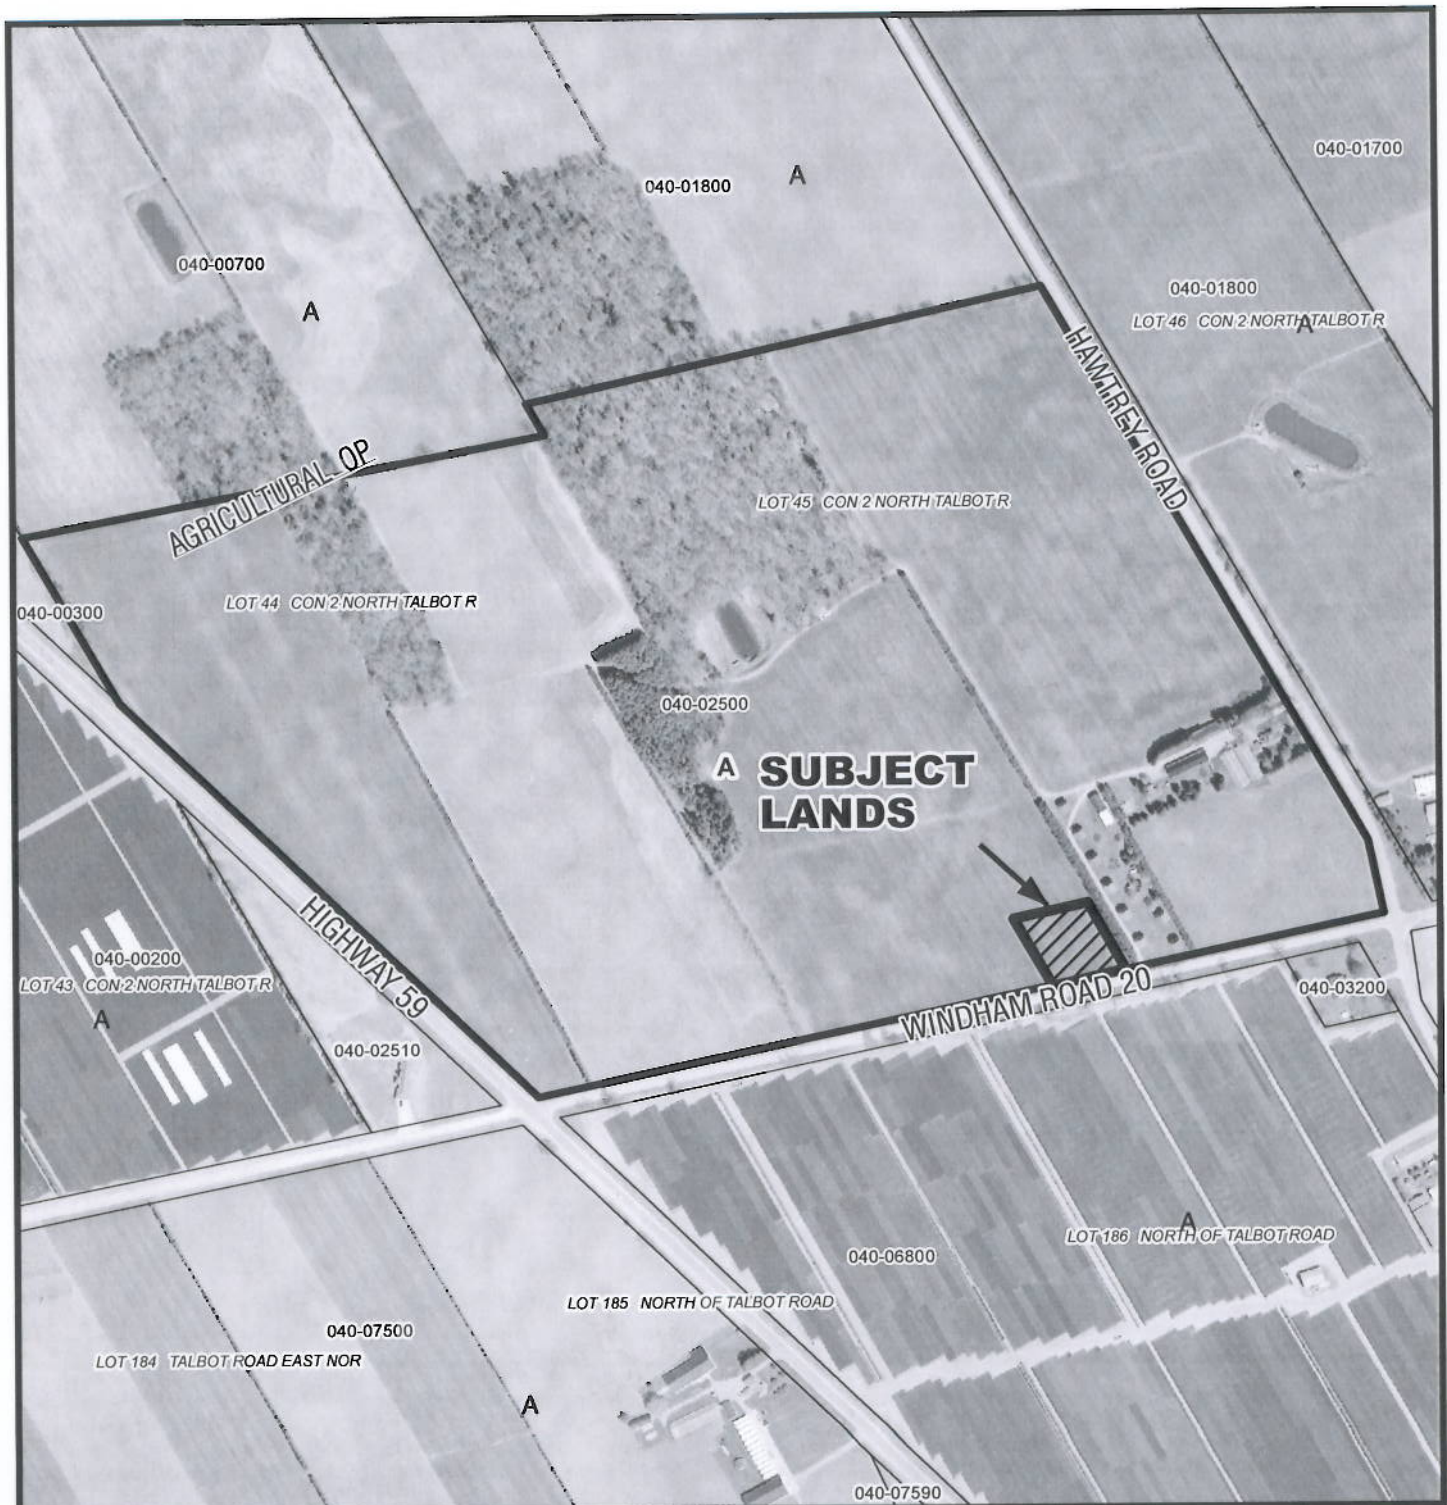 040-01700
040-01800
A
040-00700
A
040-01800
LOT 46 CON 2 NORTH TALBOT R
A
HAWTREY ROAD
AGRICULTURAL OP
LOT 45 CON 2 NORTH TALBOT R
LOT 44 CON 2 NORTH TALBOT R
040-00300
040-02500
A
SUBJECT
LANDS
HIGHWAY 59
040-00200
LOT 43 CON 2 NORTH TALBOT R
A
WINDHAM ROAD 20
040-03200
040-02510
A
LOT 186 NORTH OF TALBOT ROAD
040-06800
LOT 185 NORTH OF TALBOT ROAD
040-07500
LOT 184 TALBOT ROAD EAST NOR
A
040-07590